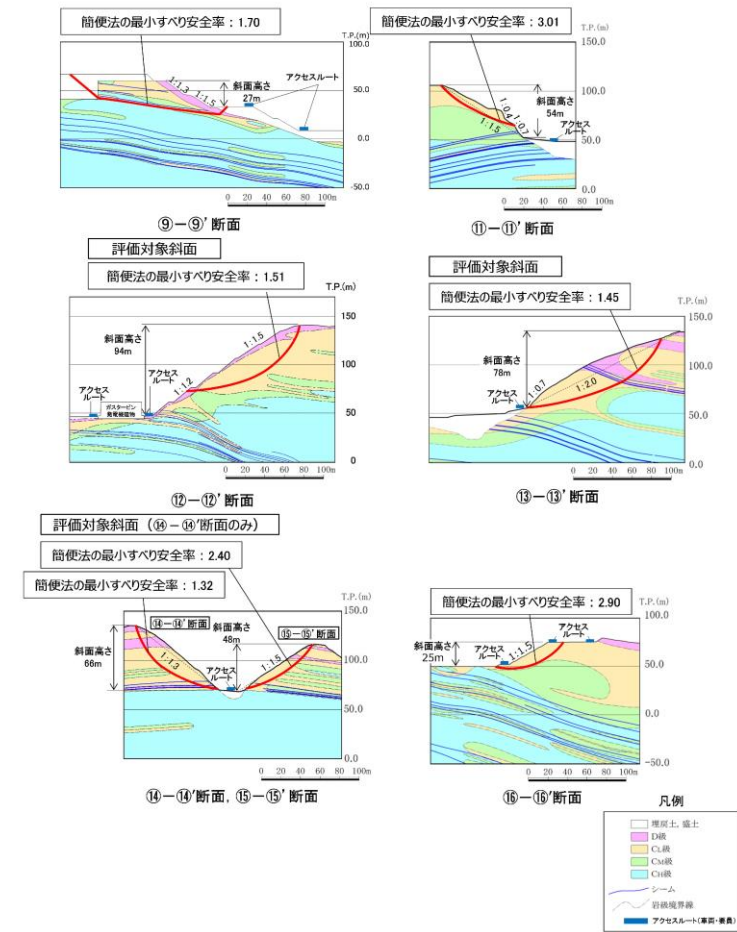 簡便法の最小すべり安全率：1.70
T.P.(m)
100.0
50.0
0.0
-50.0
1:1.3
1:1.5
斜面高さ
27m
アクセスルート
0 20 40 60 80 100m
⑨－⑨’断面
簡便法の最小すべり安全率：3.01
T.P.(m)
150.0
100.0
50.0
0.0
1:0.4
1:0.7
1:1.5
斜面高さ
54m
アクセス
ルート
0 20 40 60 80 100m
⑪－⑪’断面
評価対象斜面
簡便法の最小すべり安全率：1.51
T.P.(m)
150
100
50
0
斜面高さ
94m
1:1.5
1:1.2
アクセス
ルート
アクセス
ルート
ガスタービン
発電機建物
0 20 40 60 80 100m
⑫－⑫’断面
評価対象斜面
簡便法の最小すべり安全率：1.45
T.P.(m)
150.0
100.0
50.0
0.0
斜面高さ
78m
アクセス
ルート
1:0.7
1:2.0
0 20 40 60 80 100m
⑬－⑬’断面
評価対象斜面（⑭－⑭’断面のみ）
簡便法の最小すべり安全率：2.40
簡便法の最小すべり安全率：1.32
T.P.(m)
150.0
100.0
50.0
0.0
⑭－⑭’断面
斜面高さ
48m
⑮－⑮’断面
斜面高さ
66m
1:1.3
アクセス
ルート
1:1.5
0 20 40 60 80 100m
⑭－⑭’断面，⑮－⑮’断面
簡便法の最小すべり安全率：2.90
T.P.(m)
100.0
50.0
0.0
-50.0
斜面高さ
25m
アクセス
ルート
1:1.5
アクセス
ルート
0 20 40 60 80 100m
⑯－⑯’断面
凡例
埋戻土，盛土
D級
CL級
CM級
CH級
シーム
岩級境界線
アクセスルート(車両・要員)